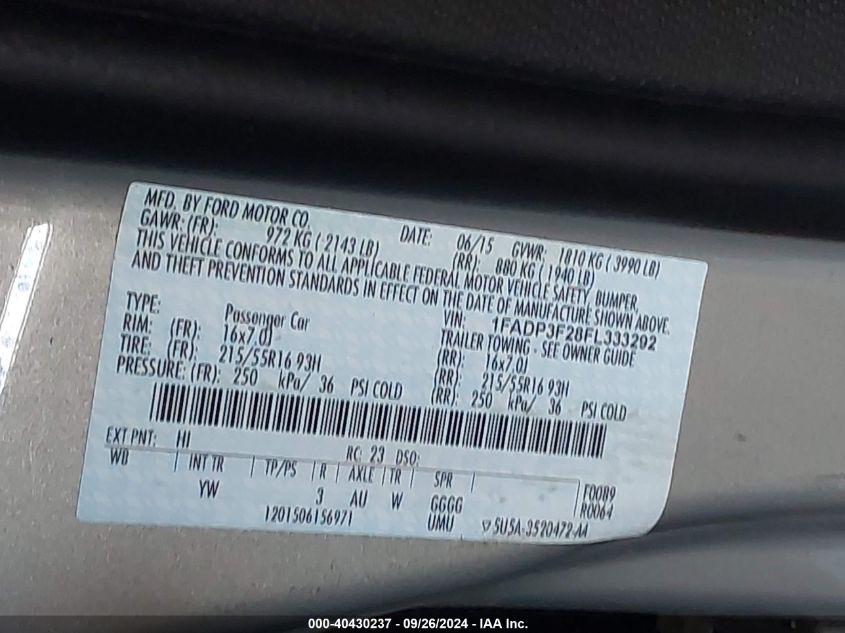 MFD. BY FORD MOTOR CO.
DATE: 06/15 GVWR: 1810 KG ( 3990 LB)
GAWR: (FR): 972 KG ( 2143 LB) (RR): 880 KG ( 1940 LB)
THIS VEHICLE CONFORMS TO ALL APPLICABLE FEDERAL MOTOR VEHICLE SAFETY, BUMPER,
AND THEFT PREVENTION STANDARDS IN EFFECT ON THE DATE OF MANUFACTURE SHOWN ABOVE.
VIN: 1FADP3F28FL333202
TYPE: Passenger Car TRAILER TOWING - SEE OWNER GUIDE
RIM: (FR): 16x7.0J (RR): 16x7.0J
TIRE: (FR): 215/55R16 93H (RR): 215/55R16 93H
PRESSURE: (FR): 250 kPa/ 36 PSI COLD (RR): 250 kPa/ 36 PSI COLD
EXT PNT: HI RC: 23 DSO:
WB INT TR TP/PS R AXLE TR SPR
YW 3 AU W GGGG F0089
UMU R0064
1201506156971 ▽5U5A-3520472-AA
000-40430237 - 09/26/2024 - IAA Inc.